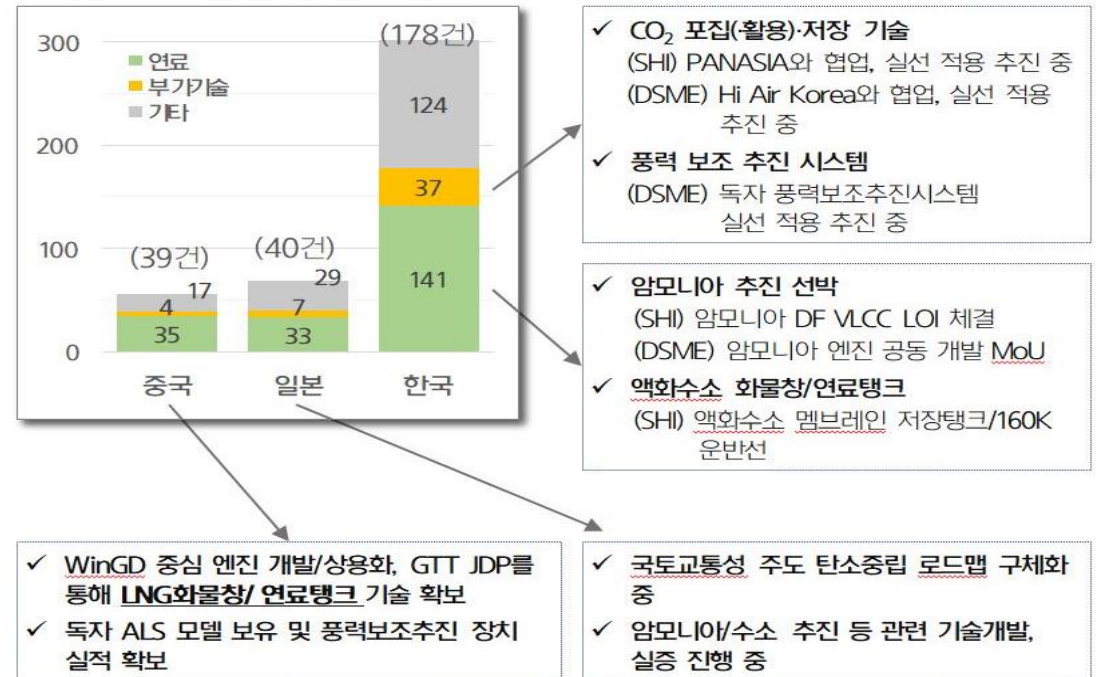 300
200
100
0
연료
부가기술
기타
(39건)
17
4
35
(40건)
29
7
33
(178건)
124
37
141
중국
일본
한국
✓ CO₂ 포집(·활용)·저장 기술
(SHI) PANASIA와 협업, 실선 적용 추진 중
(DSME) Hi Air Korea와 협업, 실선 적용
추진 중
✓ 풍력 보조 추진 시스템
(DSME) 독자 풍력보조추진시스템
실선 적용 추진 중
✓ 암모니아 추진 선박
(SHI) 암모니아 DF VLCC LOI 체결
(DSME) 암모니아 엔진 공동 개발 MoU
✓ 액화수소 화물창/연료탱크
(SHI) 액화수소 멤브레인 저장탱크/160K
운반선
✓ WinGD 중심 엔진 개발/상용화, GTT JDP를
통해 LNG화물창/ 연료탱크 기술 확보
✓ 독자 ALS 모델 보유 및 풍력보조추진 장치
실적 확보
✓ 국토교통성 주도 탄소중립 로드맵 구체화
중
✓ 암모니아/수소 추진 등 관련 기술개발,
실증 진행 중